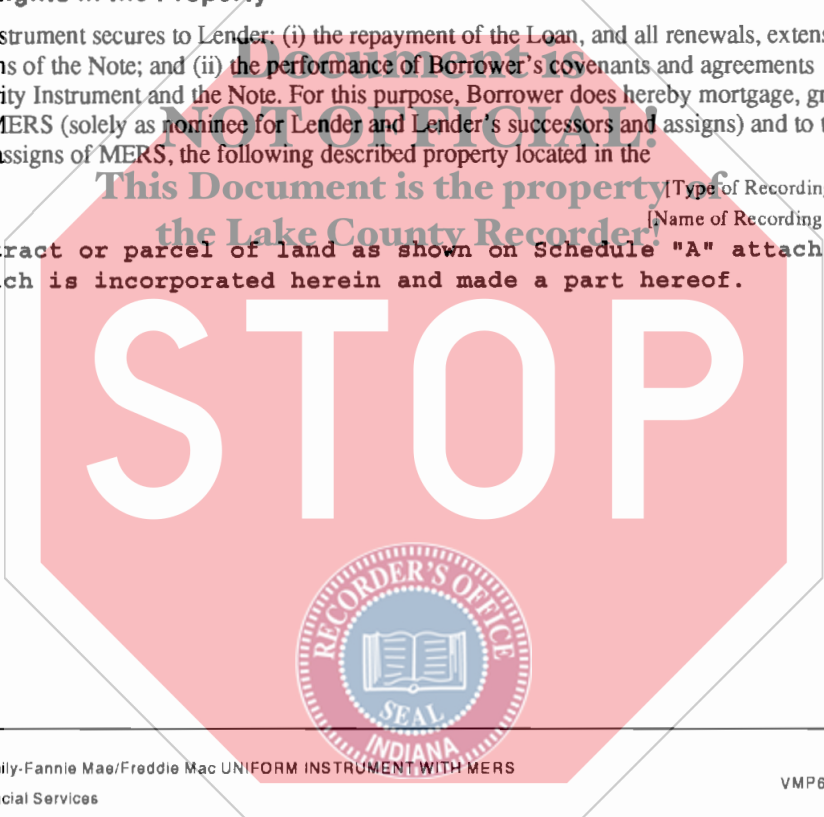 strument secures to Lender: (i) the repayment of the Loan, and all renewals, extens
s of the Note; and (ii) the performance of Borrower's covenants and agreements
ity Instrument and the Note. For this purpose, Borrower does hereby mortgage, gr
MERS (solely as nominee for Lender and Lender's successors and assigns) and to t
assigns of MERS, the following described property located in the
[Type of Recording
[Name of Recording
ract or parcel of land as shown on Schedule "A" attach
ch is incorporated herein and made a part hereof.
Document is
NOT OFFICIAL!
This Document is the property of
the Lake County Recorder!
STOP
RECORDER'S OFFICE
SEAL
INDIANA
ily-Fannie Mae/Freddie Mac UNIFORM INSTRUMENT WITH MERS
VMP6
cial Services